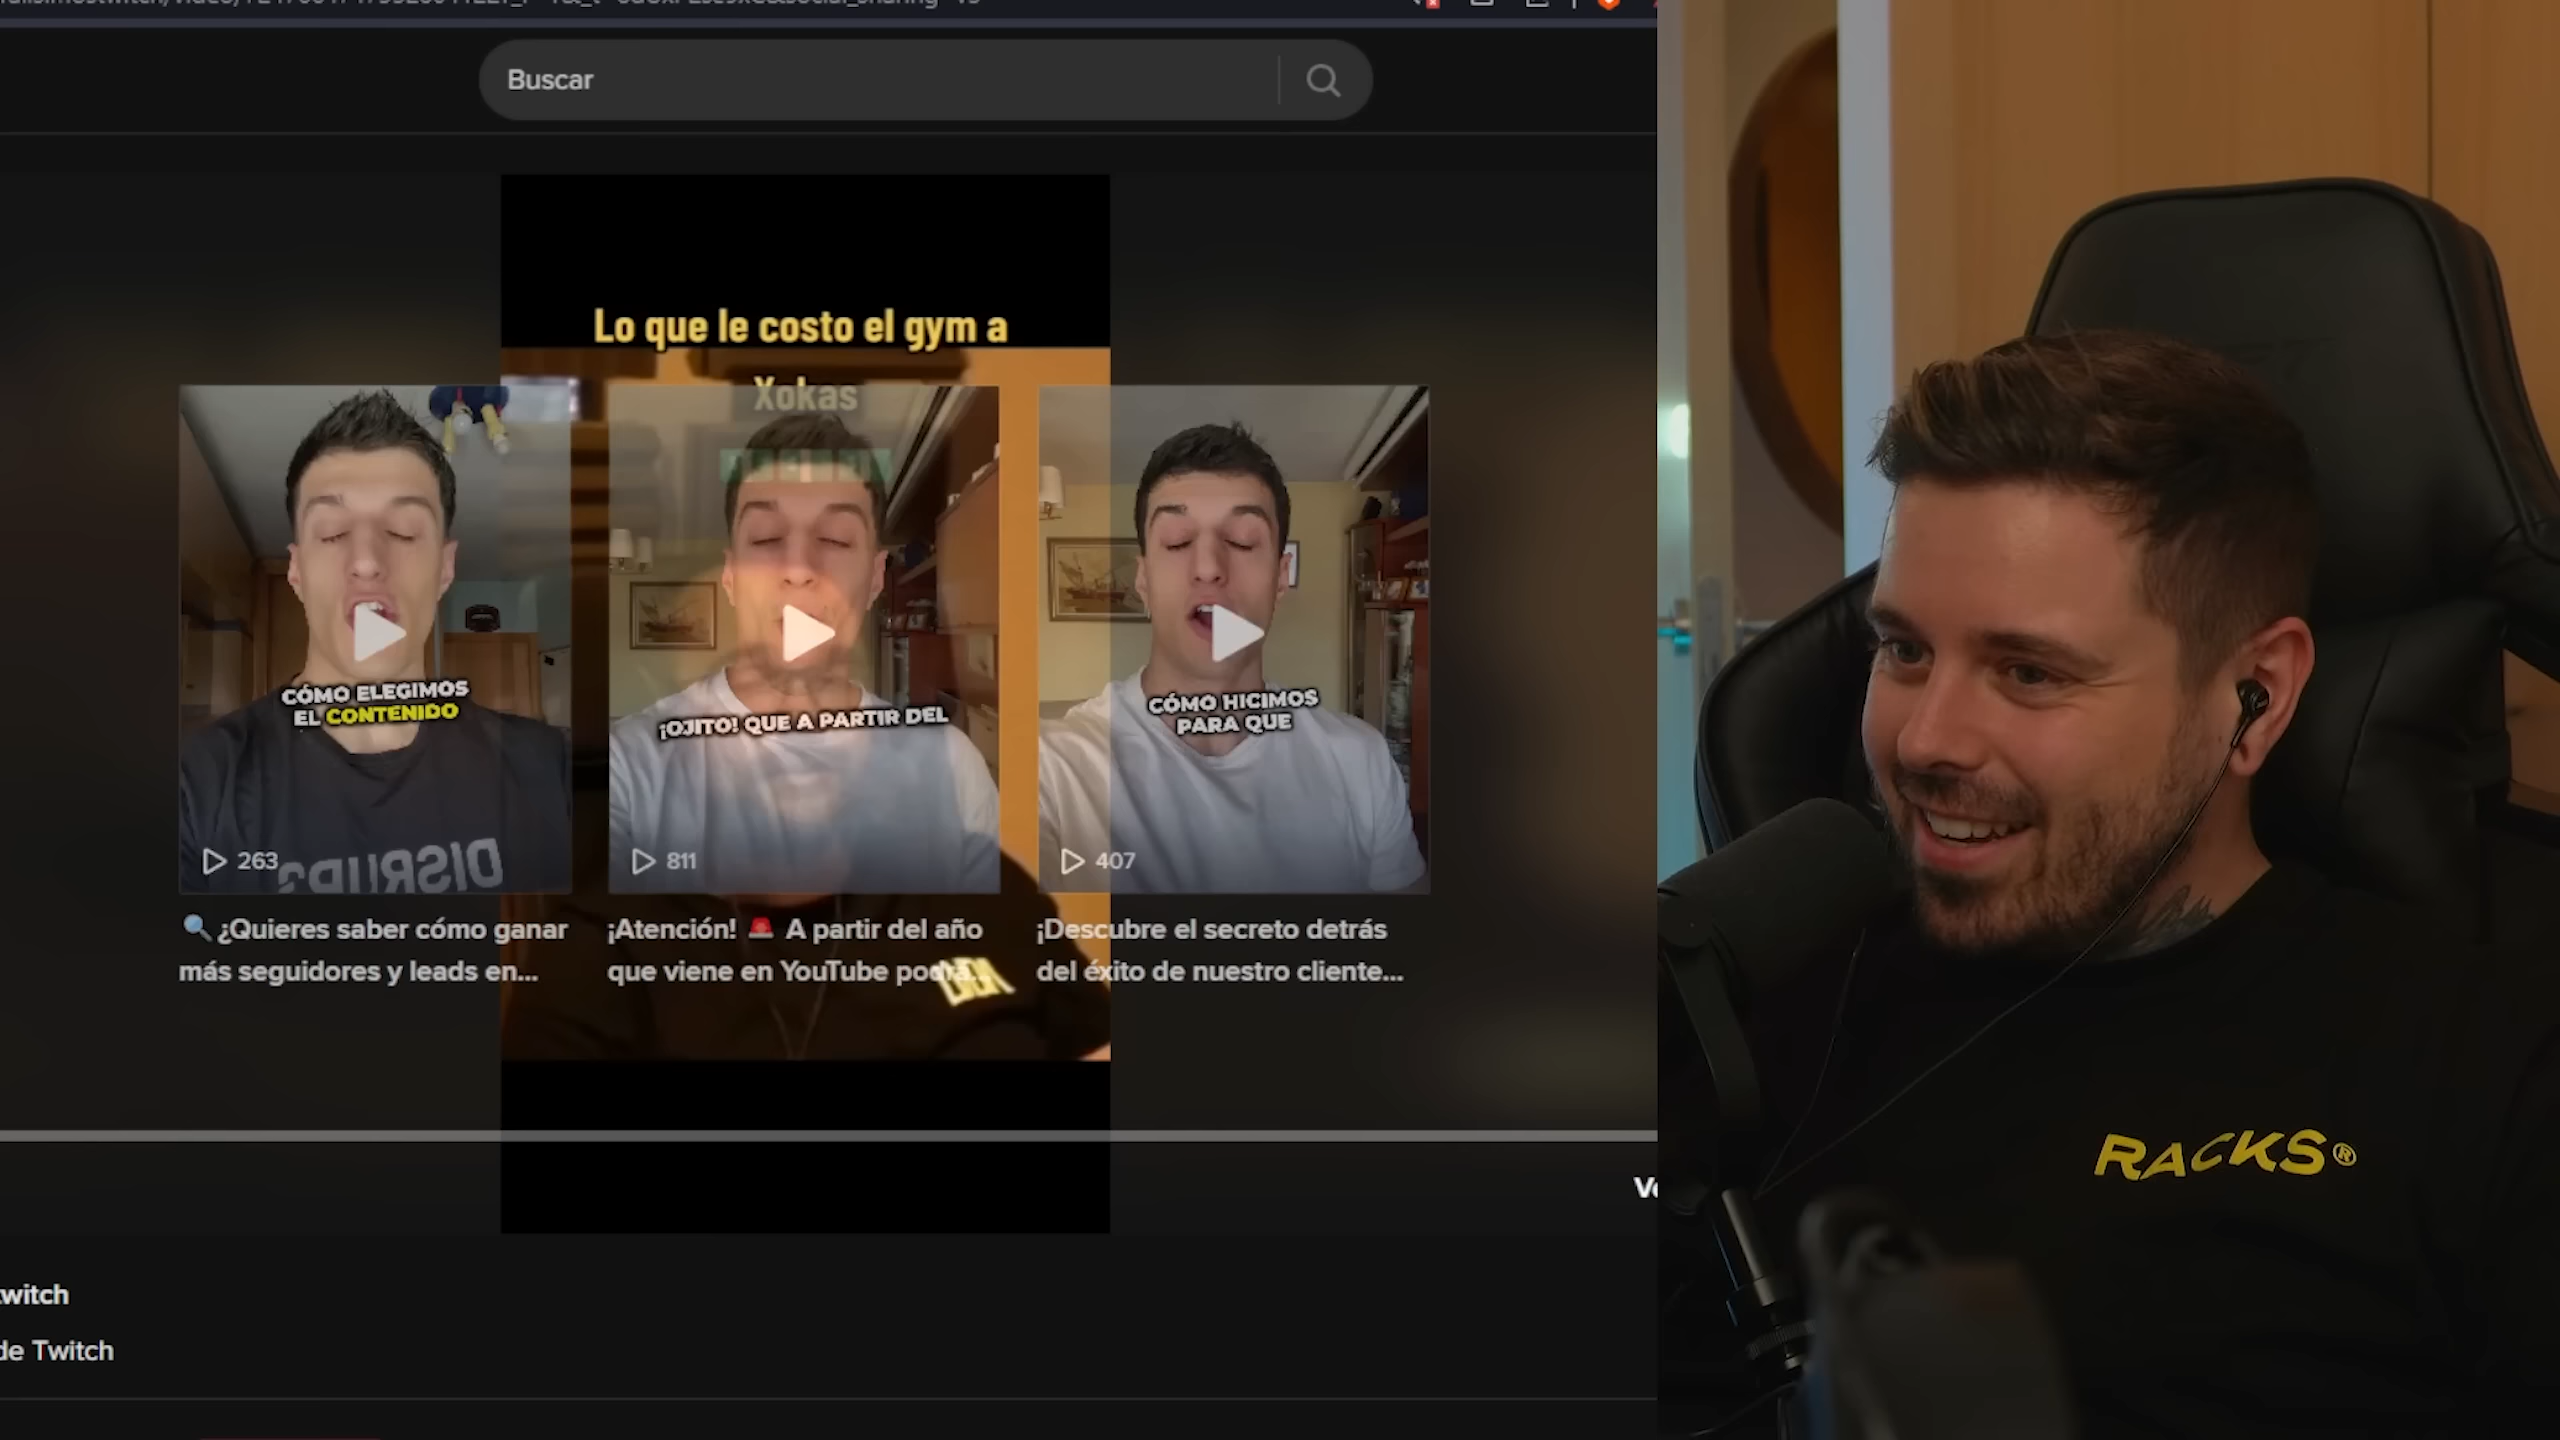 Buscar
Lo que le costo el gym a
Xokas
CÓMO ELEGIMOS
EL CONTENIDO
¡OJITO! QUE A PARTIR DEL
CÓMO HICIMOS
PARA QUE
263
811
407
🔍 ¿Quieres saber cómo ganar
más seguidores y leads en...
¡Atención! 🚨 A partir del año
que viene en YouTube podrá...
¡Descubre el secreto detrás
del éxito de nuestro cliente...
RACKS®
witch
de Twitch